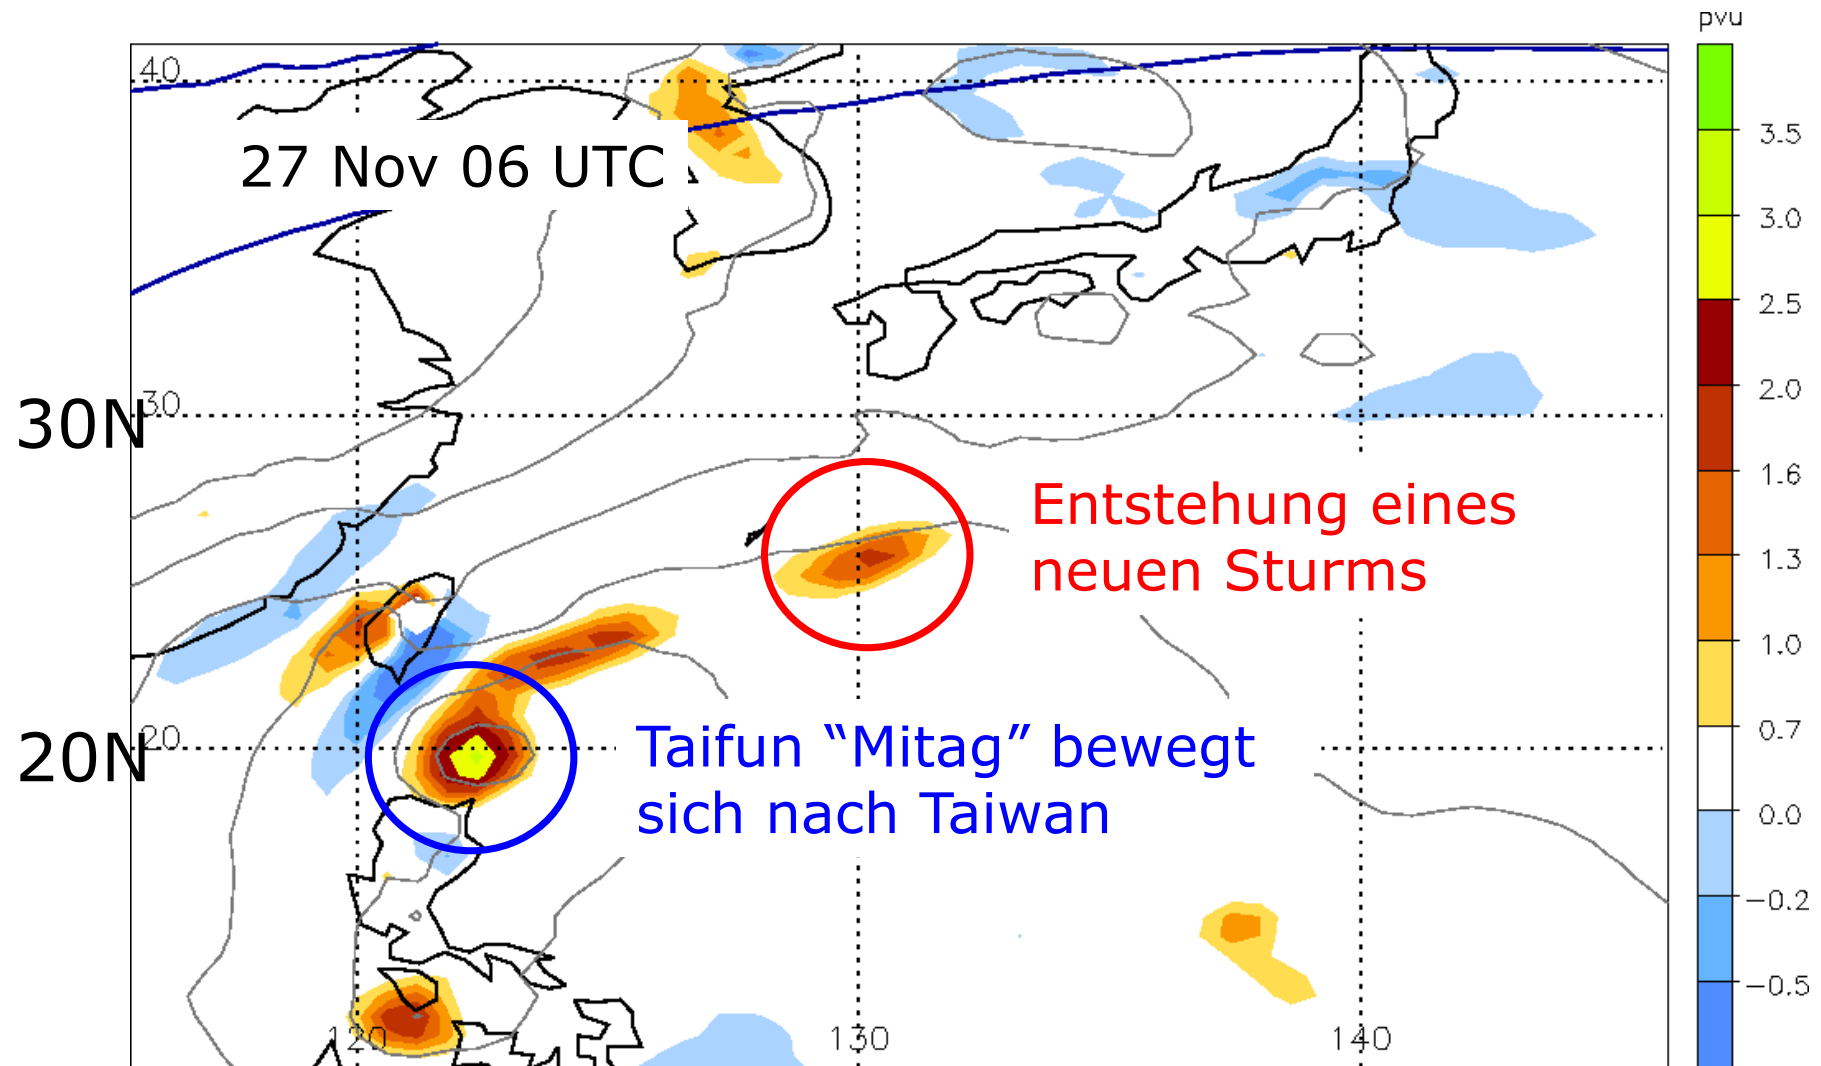 pvu
40
3.5
27 Nov 06 UTC
3.0
2.5
30N
30
2.0
1.6
Entstehung eines
neuen Sturms
1.3
1.0
20N
20
0.7
Taifun “Mitag” bewegt
sich nach Taiwan
0.0
−0.2
−0.5
120
130
140